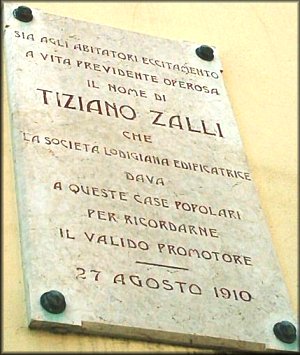 SIA AGLI ABITATORI ECCITAMENTO
A VITA PREVIDENTE OPEROSA
IL NOME DI
TIZIANO ZALLI
CHE
LA SOCIETÀ LODIGIANA EDIFICATRICE
DAVA
A QUESTE CASE POPOLARI
PER RICORDARNE
IL VALIDO PROMOTORE
27 AGOSTO 1910